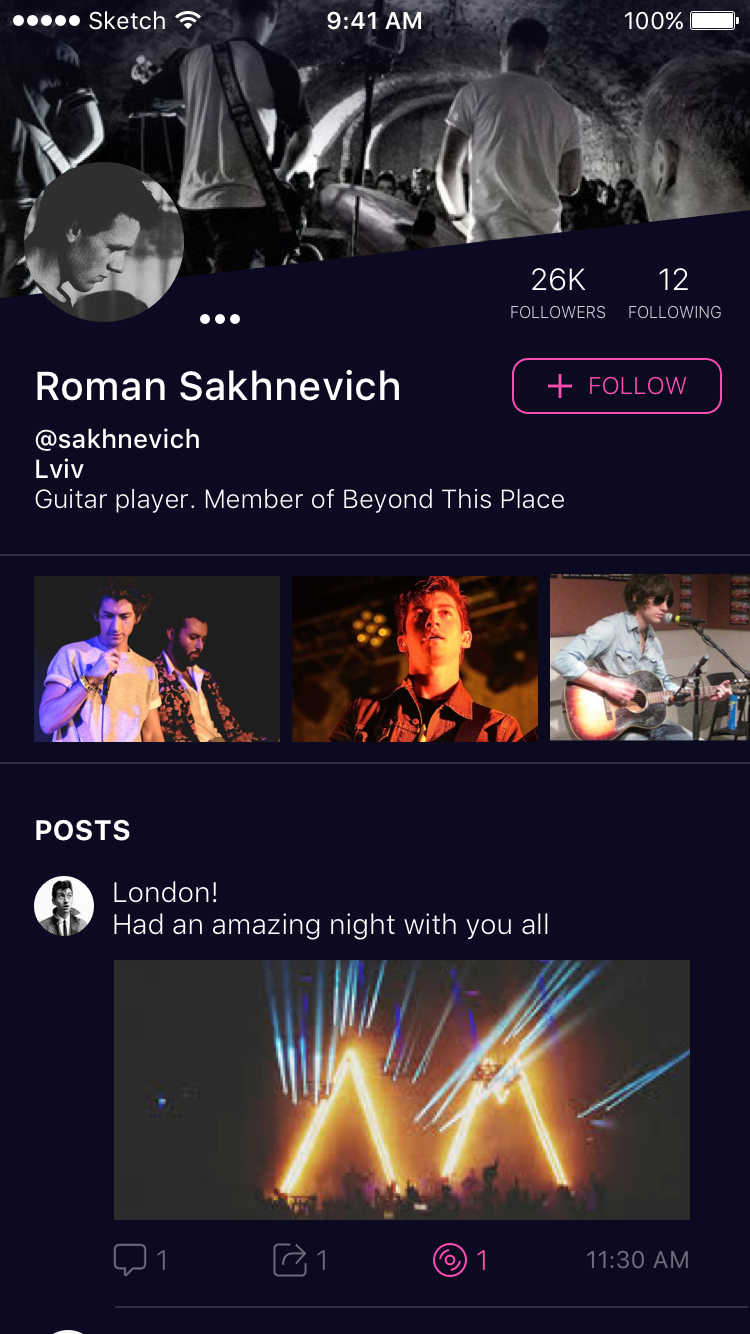 Sketch 9:41 AM 100%
26K 12
FOLLOWERS FOLLOWING
Roman Sakhnevich + FOLLOW
@sakhnevich
Lviv
Guitar player. Member of Beyond This Place
POSTS
London!
Had an amazing night with you all
1 1 1 11:30 AM